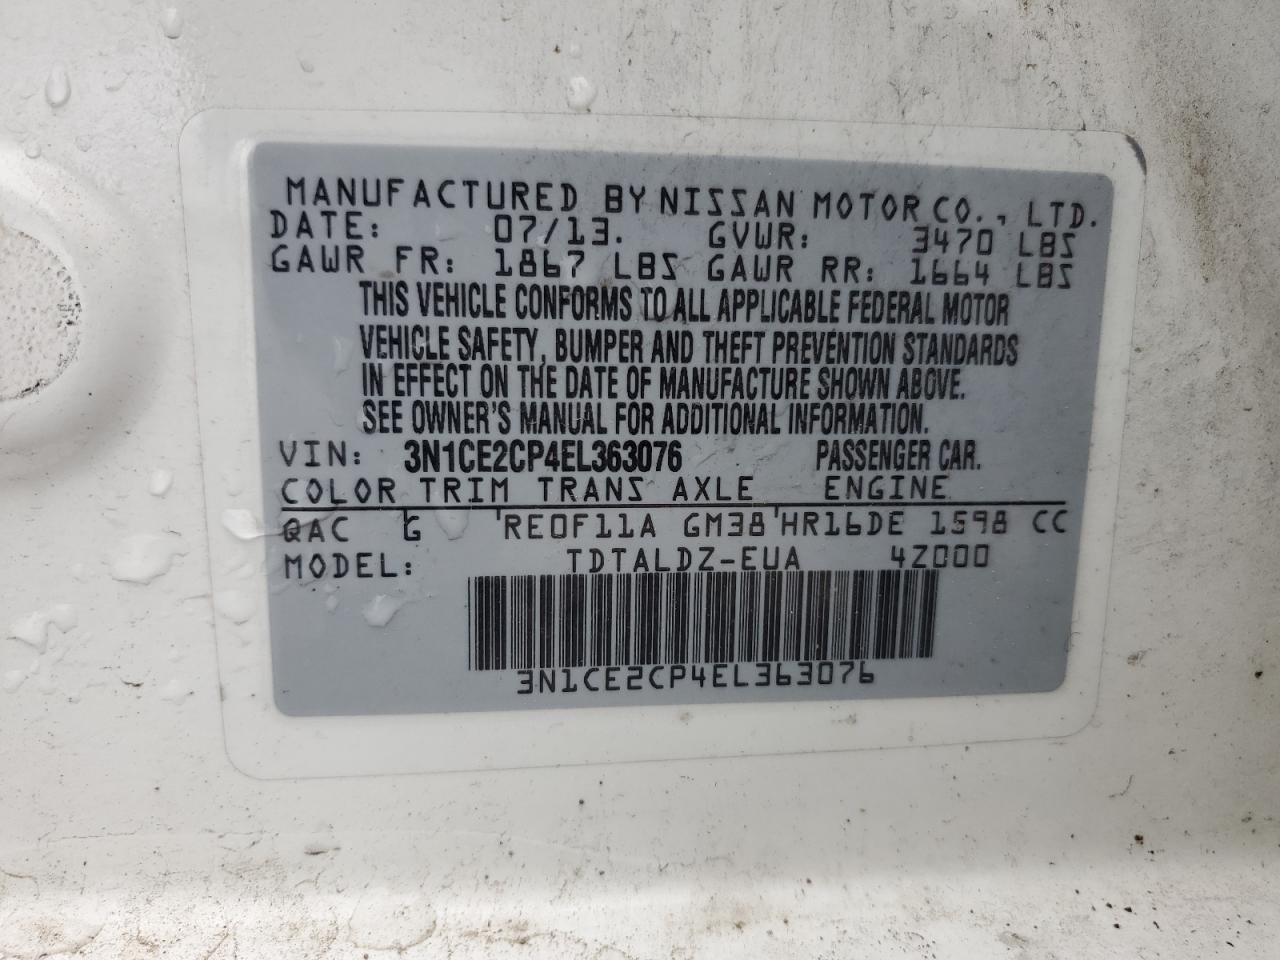 MANUFACTURED BY NISSAN MOTOR CO., LTD.
DATE: 07/13. GVWR: 3470 LBS
GAWR FR: 1867 LBS GAWR RR: 1664 LBS
THIS VEHICLE CONFORMS TO ALL APPLICABLE FEDERAL MOTOR
VEHICLE SAFETY, BUMPER AND THEFT PREVENTION STANDARDS
IN EFFECT ON THE DATE OF MANUFACTURE SHOWN ABOVE.
SEE OWNER'S MANUAL FOR ADDITIONAL INFORMATION.
VIN: 3N1CE2CP4EL363076 PASSENGER CAR.
COLOR TRIM TRANS AXLE ENGINE
QAC G RE0F11A GM38 HR16DE 1598 CC
MODEL: TDTALDZ-EUA 4Z000
3N1CE2CP4EL363076